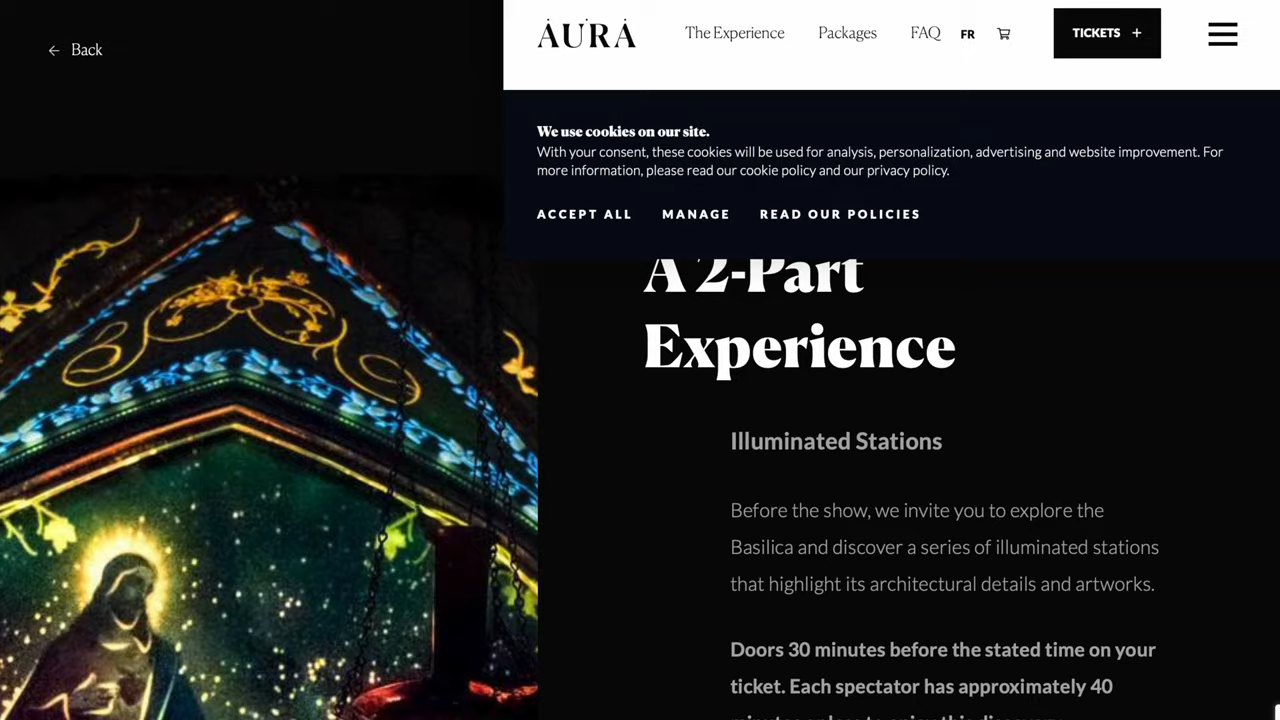 ← Back
AURA
The Experience
Packages
FAQ
FR
TICKETS +
We use cookies on our site.
With your consent, these cookies will be used for analysis, personalization, advertising and website improvement. For
more information, please read our cookie policy and our privacy policy.
ACCEPT ALL
MANAGE
READ OUR POLICIES
A 2-Part
Experience
Illuminated Stations
Before the show, we invite you to explore the
Basilica and discover a series of illuminated stations
that highlight its architectural details and artworks.
Doors 30 minutes before the stated time on your
ticket. Each spectator has approximately 40